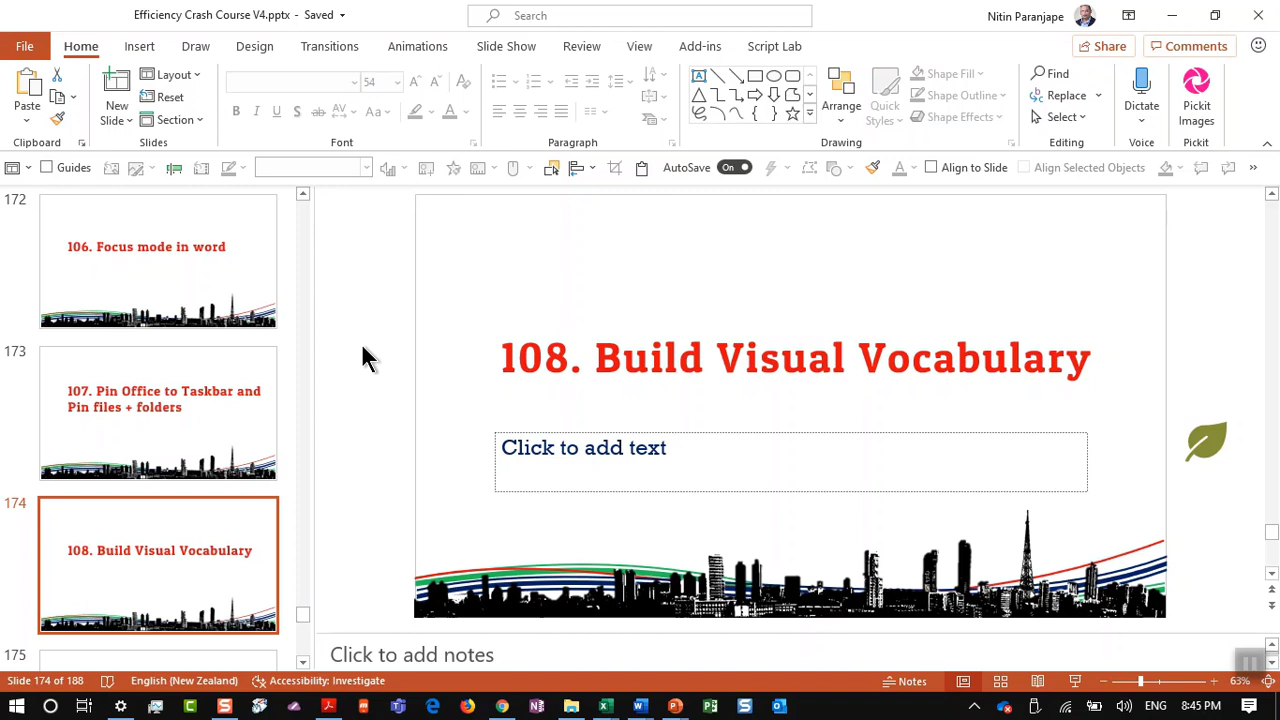 Efficiency Crash Course V4.pptx - Saved
Search
Nitin Paranjape
File
Home
Insert
Draw
Design
Transitions
Animations
Slide Show
Review
View
Add-ins
Script Lab
Share
Comments
Paste
Clipboard
New Slide
Layout
Reset
Section
Slides
54
Font
Paragraph
Arrange
Quick Styles
Shape Fill
Shape Outline
Shape Effects
Drawing
Find
Replace
Select
Editing
Dictate
Voice
Pickit Images
Pickit
Guides
AutoSave
On
Align to Slide
Align Selected Objects
172
106. Focus mode in word
173
107. Pin Office to Taskbar and
Pin files + folders
174
108. Build Visual Vocabulary
175
108. Build Visual Vocabulary
Click to add text
Click to add notes
Slide 174 of 188
English (New Zealand)
Accessibility: Investigate
Notes
63%
ENG
8:45 PM